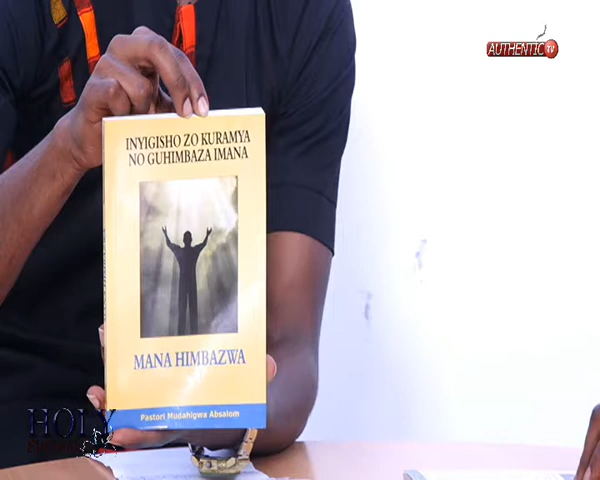 AUTHENTIC TV
INYIGISHO ZO KURAMYA
NO GUHIMBAZA IMANA
MANA HIMBAZWA
Pastori Mudahigwa Absalom
HOLY